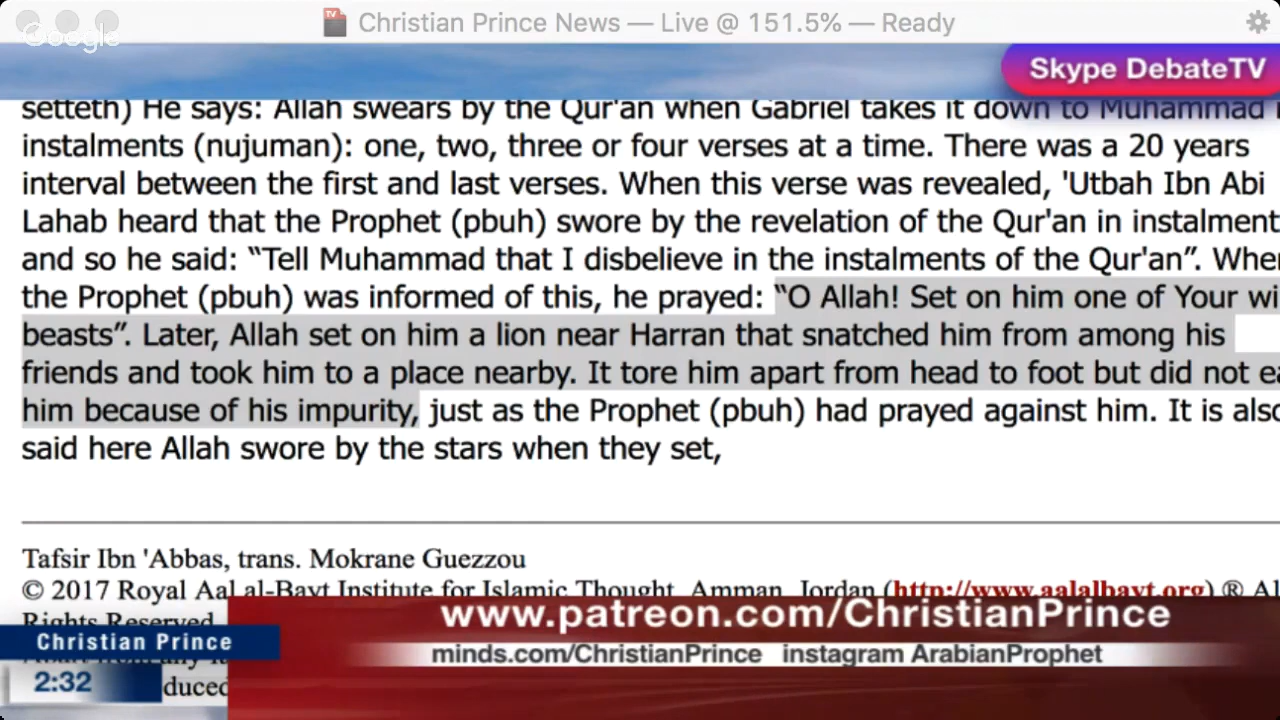 Christian Prince News — Live @ 151.5% — Ready
Google
Skype DebateTV
setteth) He says: Allah swears by the Qur'an when Gabriel takes it down to Muhammad
instalments (nujuman): one, two, three or four verses at a time. There was a 20 years
interval between the first and last verses. When this verse was revealed, 'Utbah Ibn Abi
Lahab heard that the Prophet (pbuh) swore by the revelation of the Qur'an in instalment
and so he said: “Tell Muhammad that I disbelieve in the instalments of the Qur'an”. Whe
the Prophet (pbuh) was informed of this, he prayed: “O Allah! Set on him one of Your wi
beasts”. Later, Allah set on him a lion near Harran that snatched him from among his
friends and took him to a place nearby. It tore him apart from head to foot but did not ea
him because of his impurity, just as the Prophet (pbuh) had prayed against him. It is also
said here Allah swore by the stars when they set,
Tafsir Ibn 'Abbas, trans. Mokrane Guezzou
© 2017 Royal Aal al-Bayt Institute for Islamic Thought, Amman, Jordan (http://www.aalalbayt.org) ® Al
Rights Reserved
www.patreon.com/ChristianPrince
Christian Prince
minds.com/ChristianPrince instagram ArabianProphet
2:32
duced